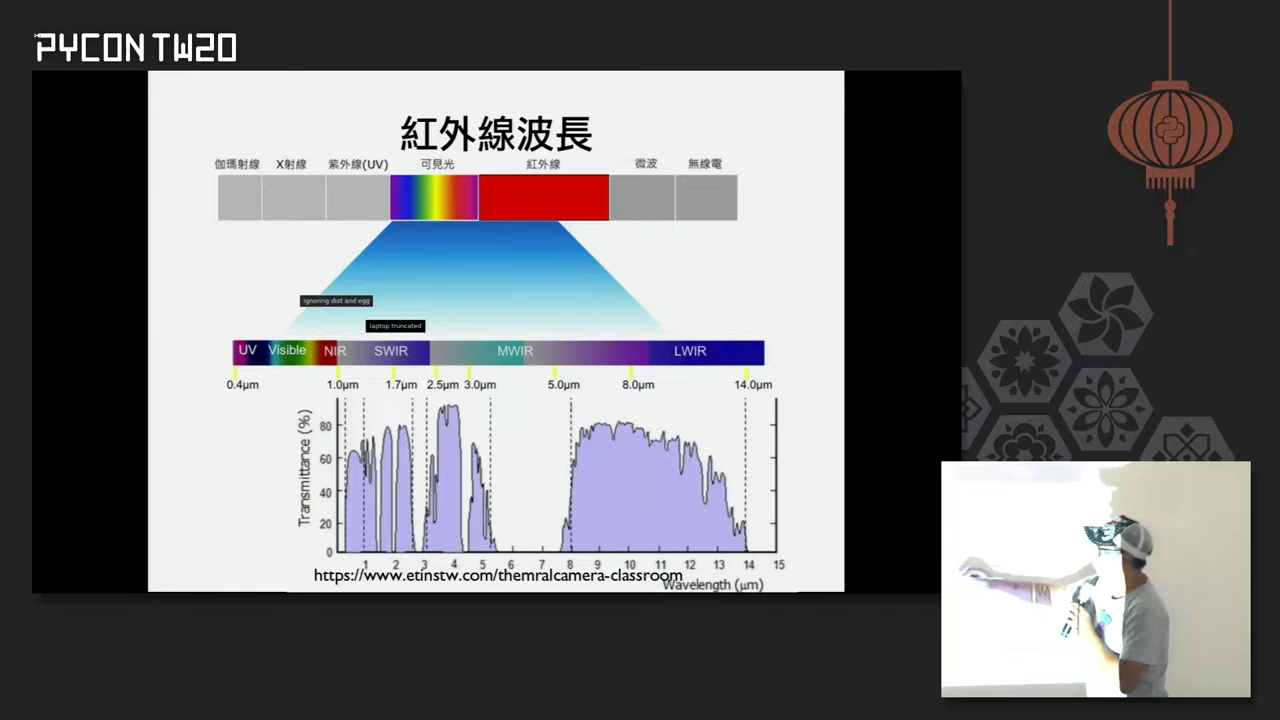 PYCON TW20
紅外線波長
伽瑪射線 X射線 紫外線(UV) 可見光 紅外線 微波 無線電
ignoring dist and egg
laptop truncated
UV Visible NIR SWIR MWIR LWIR
0.4μm 1.0μm 1.7μm 2.5μm 3.0μm 5.0μm 8.0μm 14.0μm
Transmittance (%)
80
60
40
20
0
1 2 3 4 5 6 7 8 9 10 11 12 13 14 15
https://www.etinstw.com/themralcamera-classroom
Wavelength (μm)